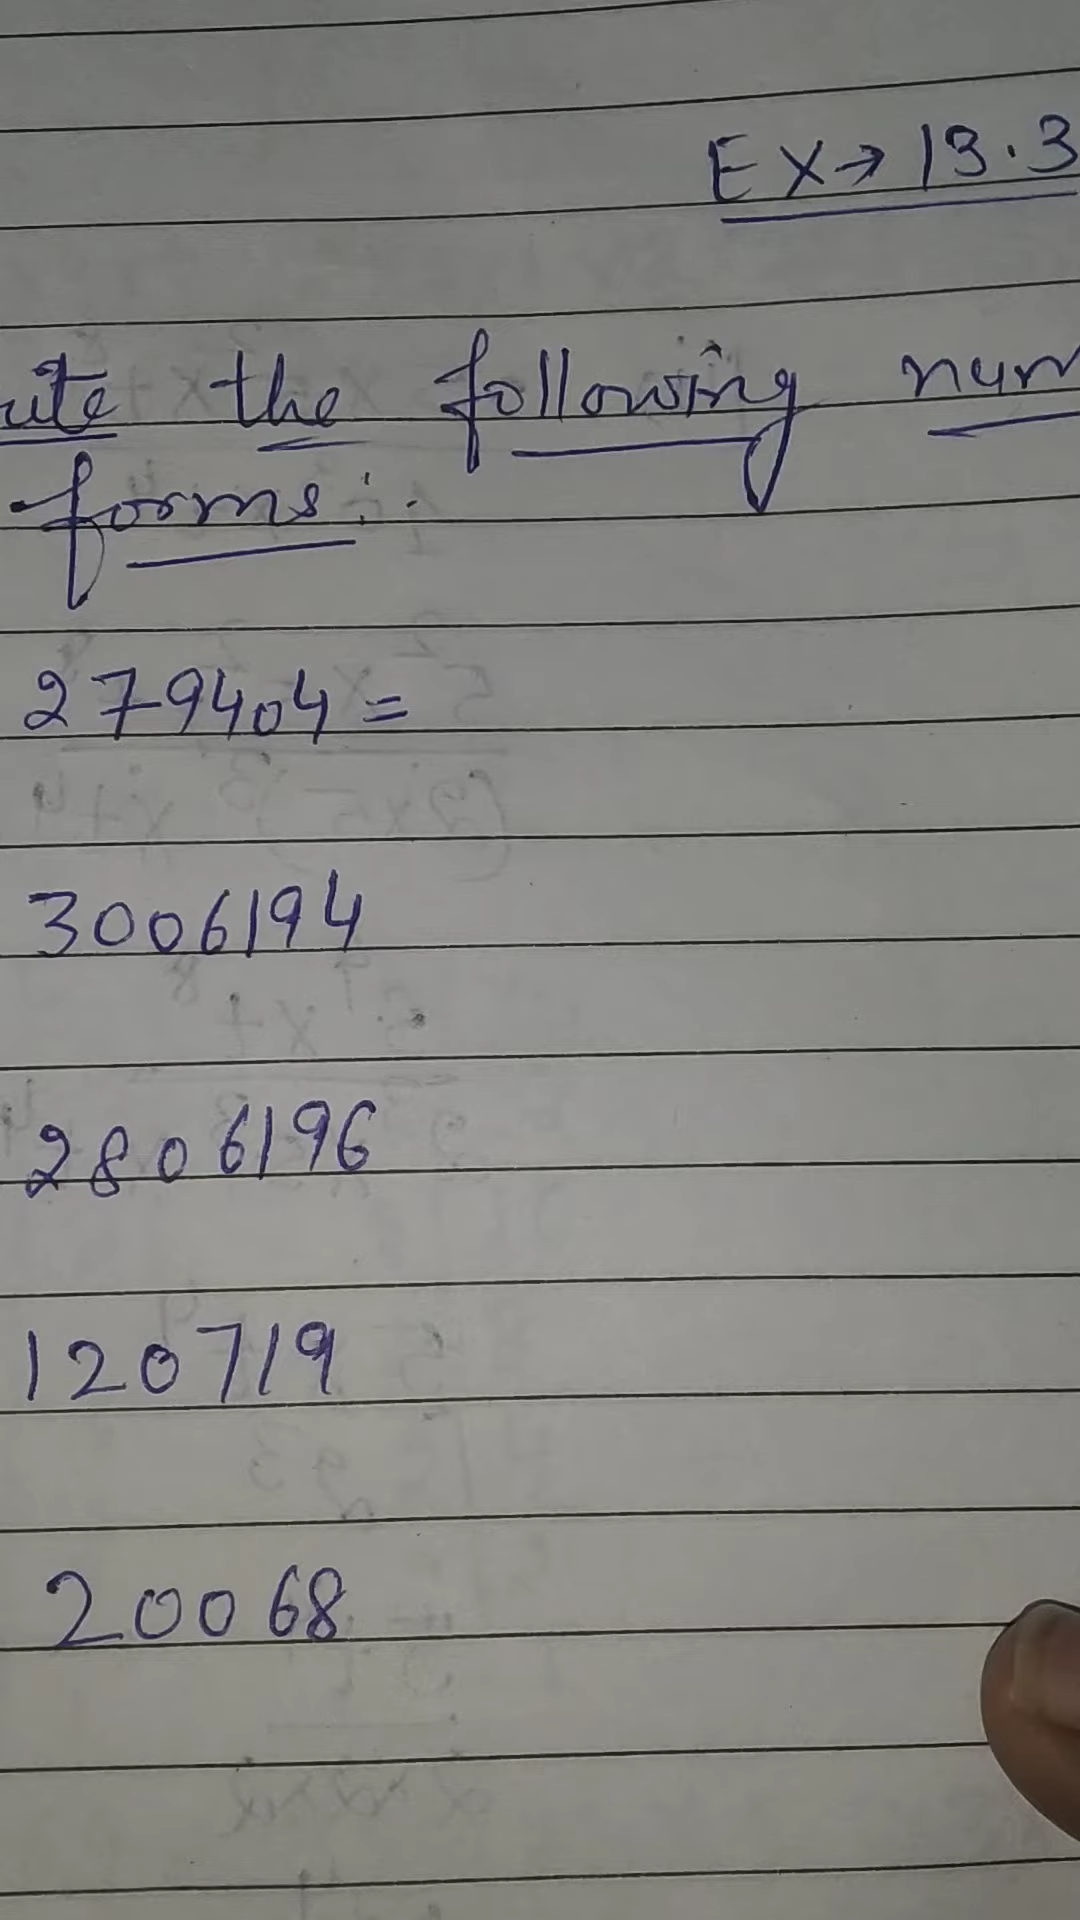 EX→ 13.3
the following
forms:
279404=
3006194
2806196
120719
20068